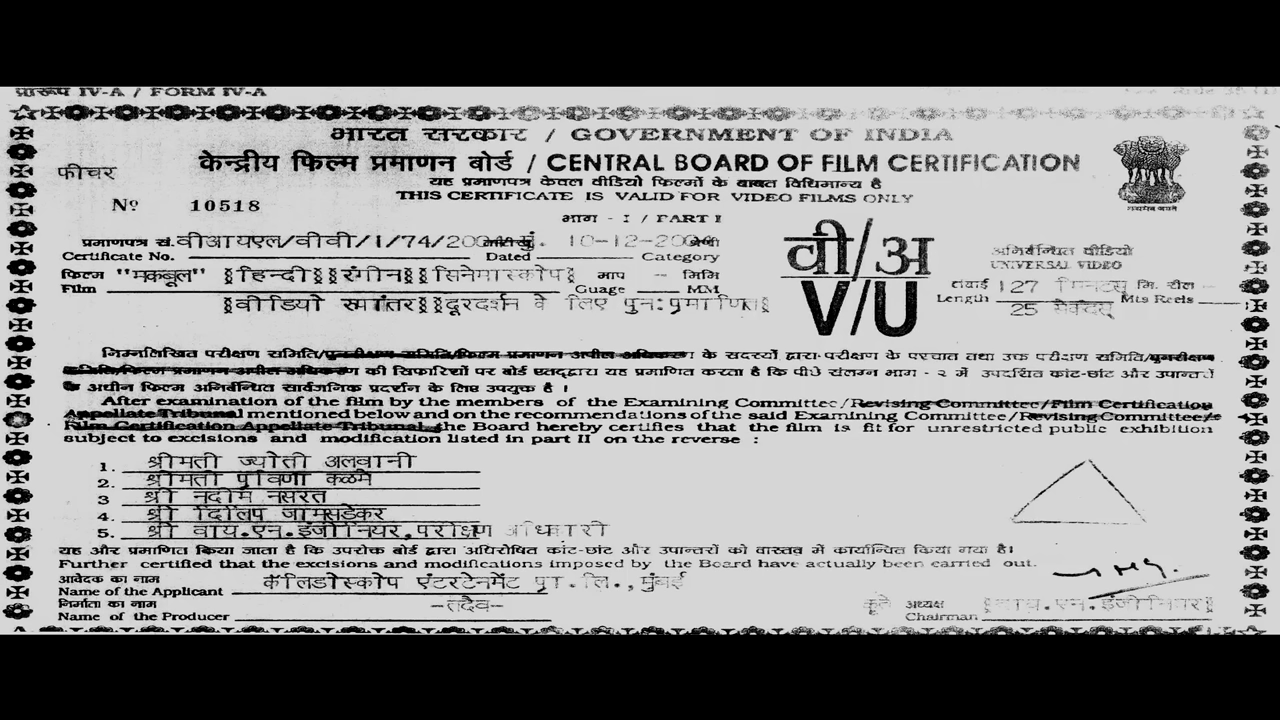 प्रारूप IV-A / FORM IV-A
भारत सरकार / GOVERNMENT OF INDIA
केन्द्रीय फिल्म प्रमाणन बोर्ड / CENTRAL BOARD OF FILM CERTIFICATION
फीचर
यह प्रमाणपत्र केवल वीडियो फिल्मों के बाबत विधिमान्य है
THIS CERTIFICATE IS VALID FOR VIDEO FILMS ONLY
Nº 10518
भाग - I / PART I
प्रमाणपत्र सं. वीआयएल/वीवी/1/74/2004 मुं. 10-12-2004
Certificate No. Dated Category
वी/अ
V/U
अनिर्बन्धित वीडियो
UNIVERSAL VIDEO
फिल्म "मकबूल" (हिन्दी)(रंगीन)(सिनेमास्कोप) माप - मिमि
Film Guage - MM
लंबाई 127 मिनटस् मि. रील -
Length 25 सैकंदस् Mts Reels
(वीडियो रूपांतर)(दूरदर्शन के लिए पुनःप्रमाणित)
निम्नलिखित परीक्षण समिति/पुनरीक्षण समिति/फिल्म प्रमाणन अपील अधिकरण के सदस्यों द्वारा परीक्षण के पश्चात तथा उक्त परीक्षण समिति/पुनरीक्षण
समिति/फिल्म प्रमाणन अपील अधिकरण की सिफारिशों पर बोर्ड एतद्द्वारा यह प्रमाणित करता है कि पीछे संलग्न भाग - २ में उपदर्शित कांट-छांट और उपान्तरों
के अधीन फिल्म अनिर्बन्धित सार्वजनिक प्रदर्शन के लिए उपयुक्त है ।
After examination of the film by the members of the Examining Committee/Revising Committee/Film Certification
Appellate Tribunal mentioned below and on the recommendations of the said Examining Committee/Revising Committee/
Film Certification Appellate Tribunal, the Board hereby certifies that the film is fit for unrestricted public exhibition
subject to excisions and modification listed in part II on the reverse :
1. श्रीमती ज्योती अलवानी
2. श्रीमती प्रविणा कळमे
3 श्री नदीम नसरत
4. श्री दिलिप जामसंडेकर
5. श्री वाय.एन.इंजीनियर,परीक्षण अधिकारी
यह और प्रमाणित किया जाता है कि उपरोक्त बोर्ड द्वारा अधिरोपित कांट-छांट और उपान्तरों को वास्तव में कार्यान्वित किया गया है।
Further certified that the excisions and modifications imposed by the Board have actually been carried out.
आवेदक का नाम कॅलिडोस्कोप एंटरटेनमेंट प्रा.लि.,मुंबई
Name of the Applicant
निर्माता का नाम -तदैव-
Name of the Producer
कृते अध्यक्ष (वाय.एन.इंजीनियर)
Chairman